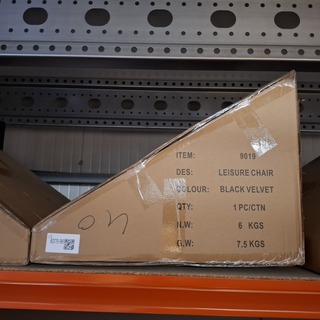 ITEM: 9019
DES: LEISURE CHAIR
COLOUR: BLACK VELVET
QTY: 1 PC/CTN
N.W: 6 KGS
G.W: 7.5 KGS